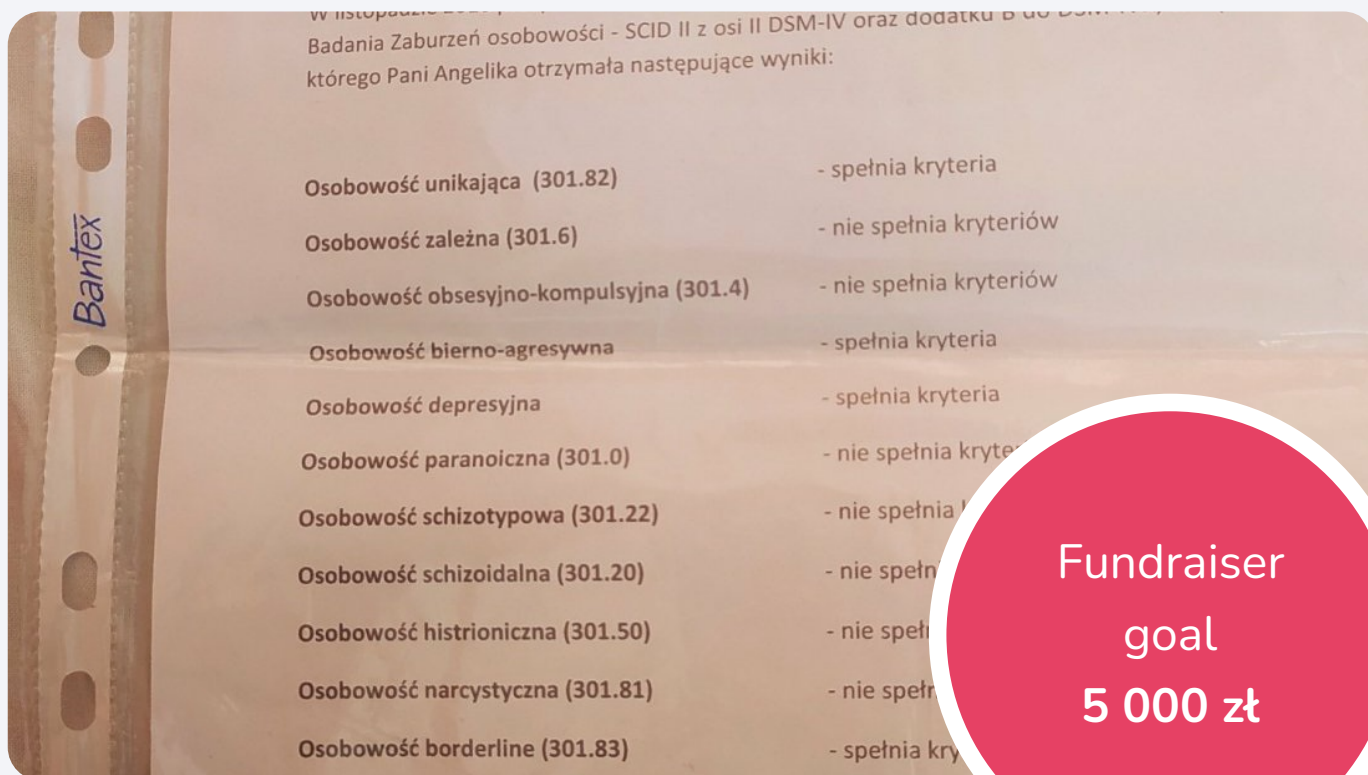 W listopadzie
Badania Zaburzeń osobowości - SCID II z osi II DSM-IV oraz dodatku B do
którego Pani Angelika otrzymała następujące wyniki:
Osobowość unikająca (301.82) - spełnia kryteria
Osobowość zależna (301.6) - nie spełnia kryteriów
Osobowość obsesyjno-kompulsyjna (301.4) - nie spełnia kryteriów
Osobowość bierno-agresywna - spełnia kryteria
Osobowość depresyjna - spełnia kryteria
Osobowość paranoiczna (301.0) - nie spełnia
Osobowość schizotypowa (301.22) - nie spełnia
Osobowość schizoidalna (301.20) - nie
Osobowość histrioniczna (301.50) - nie
Osobowość narcystyczna (301.81) - nie
Osobowość borderline (301.83) - spełnia
Bantex
Fundraiser
goal
5 000 zł